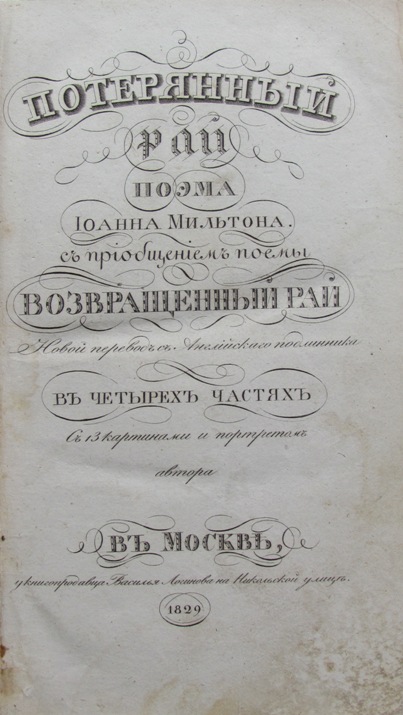 ПОТЕРЯННЫЙ
РАЙ
ПОЭМА
ІОАННА МИЛЬТОНА.
съ пріобщеніемъ поемы
ВОЗВРАЩЕННЫЙ РАЙ
Новой переводъ съ Англійскаго подлинника
ВЪ ЧЕТЫРЕХЪ ЧАСТЯХЪ
Съ 13 картинами и портретомъ
автора
ВЪ МОСКВѢ,
у книгопродавца Василья Логинова на Никольской улицѣ.
1829